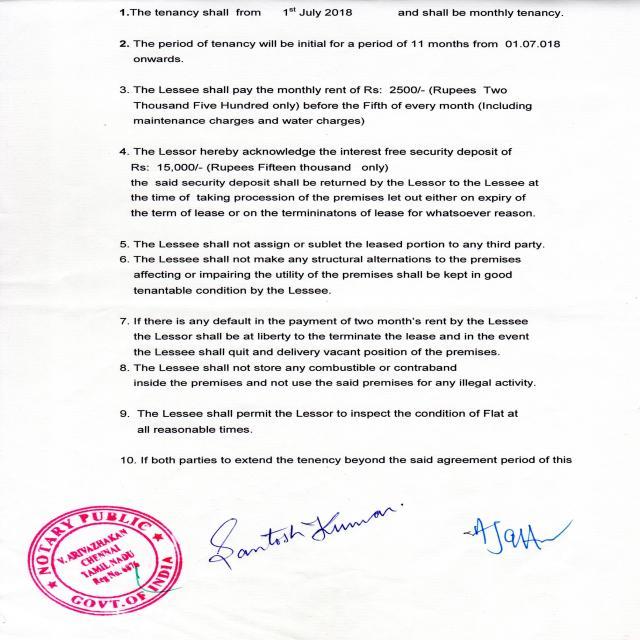 1.The tenancy shall from 1st July 2018 and shall be monthly tenancy.
2. The period of tenancy will be initial for a period of 11 months from 01.07.018
onwards.
3. The Lessee shall pay the monthly rent of Rs: 2500/- (Rupees Two
Thousand Five Hundred only) before the Fifth of every month (Including
maintenance charges and water charges)
4. The Lessor hereby acknowledge the interest free security deposit of
Rs: 15,000/- (Rupees Fifteen thousand only)
the said security deposit shall be returned by the Lessor to the Lessee at
the time of taking procession of the premises let out either on expiry of
the term of lease or on the termininatons of lease for whatsoever reason.
5. The Lessee shall not assign or sublet the leased portion to any third party.
6. The Lessee shall not make any structural alternations to the premises
affecting or impairing the utility of the premises shall be kept in good
tenantable condition by the Lessee.
7. If there is any default in the payment of two month's rent by the Lessee
the Lessor shall be at liberty to the terminate the lease and in the event
the Lessee shall quit and delivery vacant position of the premises.
8. The Lessee shall not store any combustible or contraband
inside the premises and not use the said premises for any illegal activity.
9. The Lessee shall permit the Lessor to inspect the condition of Flat at
all reasonable times.
10. If both parties to extend the tenency beyond the said agreement period of this
NOTARY PUBLIC
V. ARIVAZHAKAN
CHENNAI
TAMIL NADU
Reg No.
GOVT. OF INDIA
Santosh Kumar.